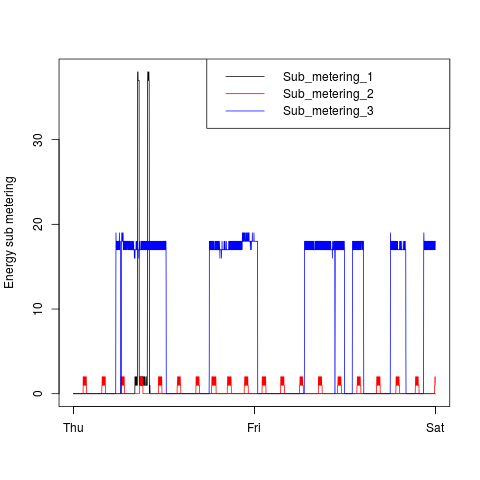 Sub_metering_1
Sub_metering_2
Sub_metering_3
Energy sub metering
30
20
10
0
Thu
Fri
Sat